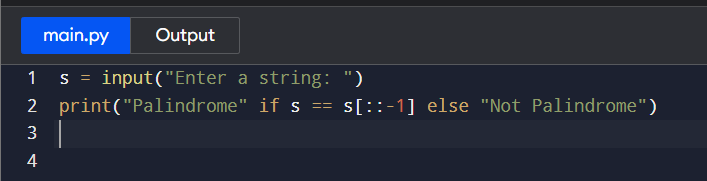 main.py Output
1 s = input("Enter a string: ")
2 print("Palindrome" if s == s[::-1] else "Not Palindrome")
3
4